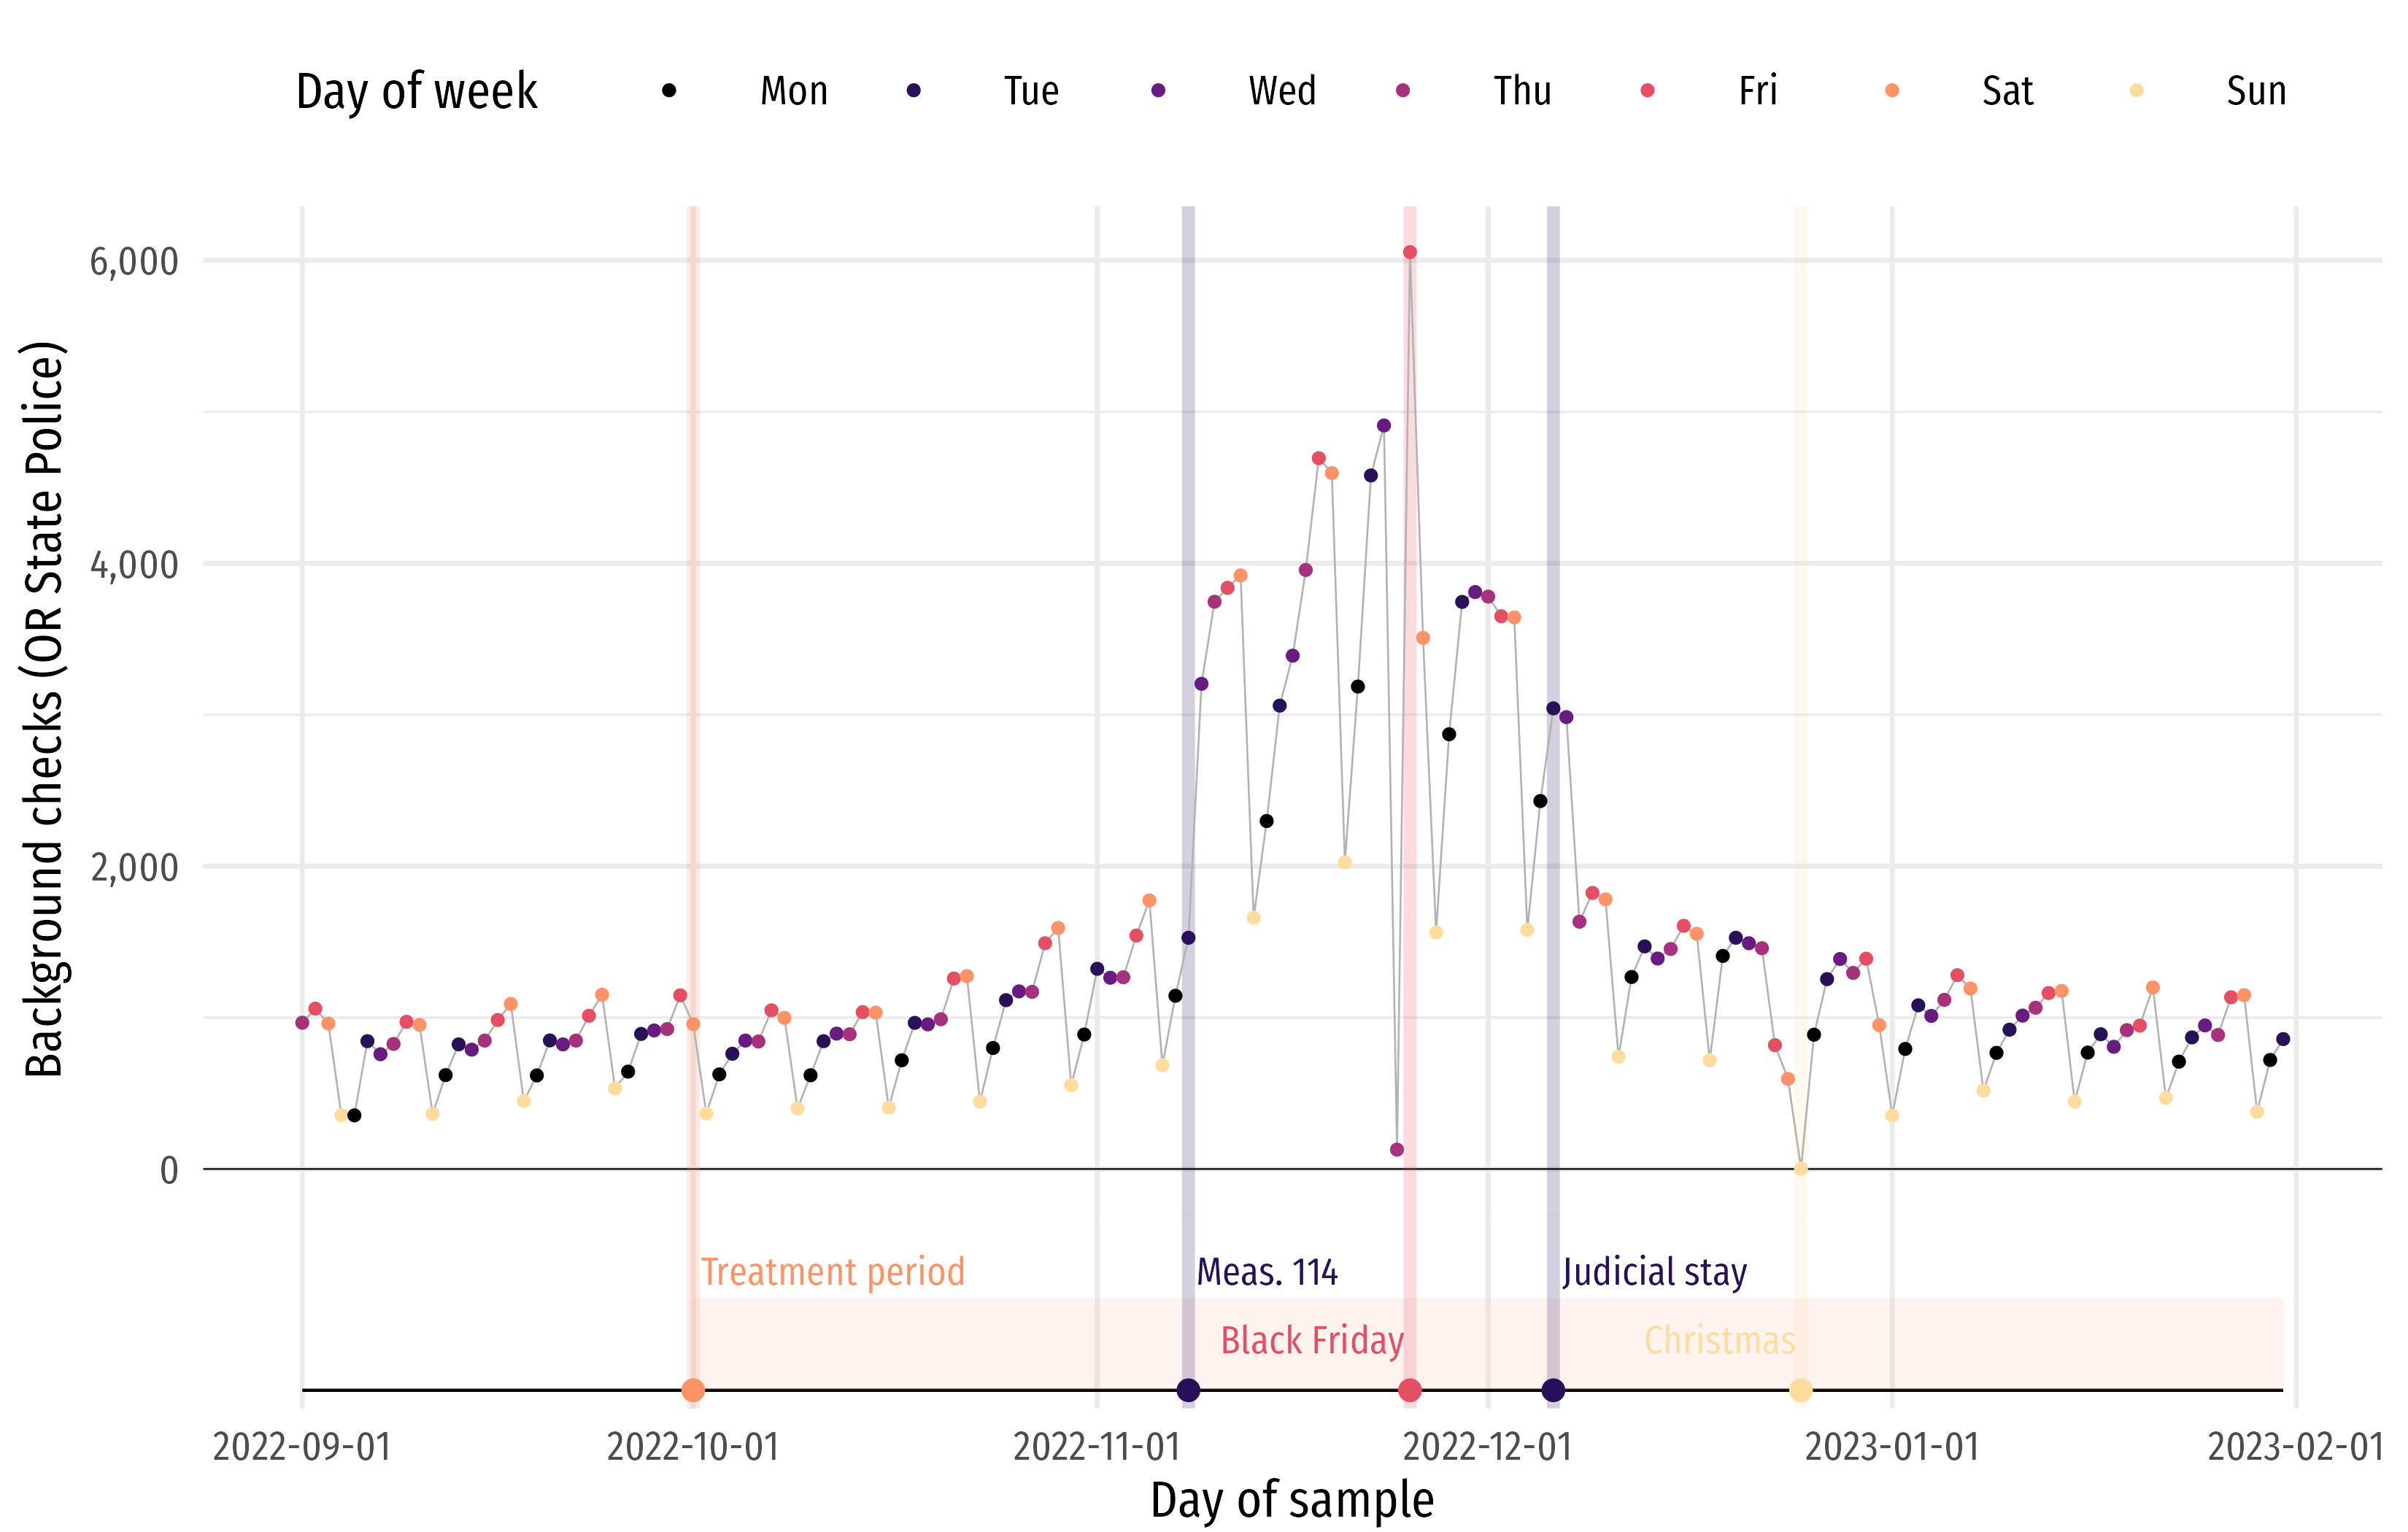 Day of week Mon Tue Wed Thu Fri Sat Sun
Background checks (OR State Police)
6,000
4,000
2,000
0
Treatment period Meas. 114 Judicial stay
Black Friday Christmas
2022-09-01 2022-10-01 2022-11-01 2022-12-01 2023-01-01 2023-02-01
Day of sample